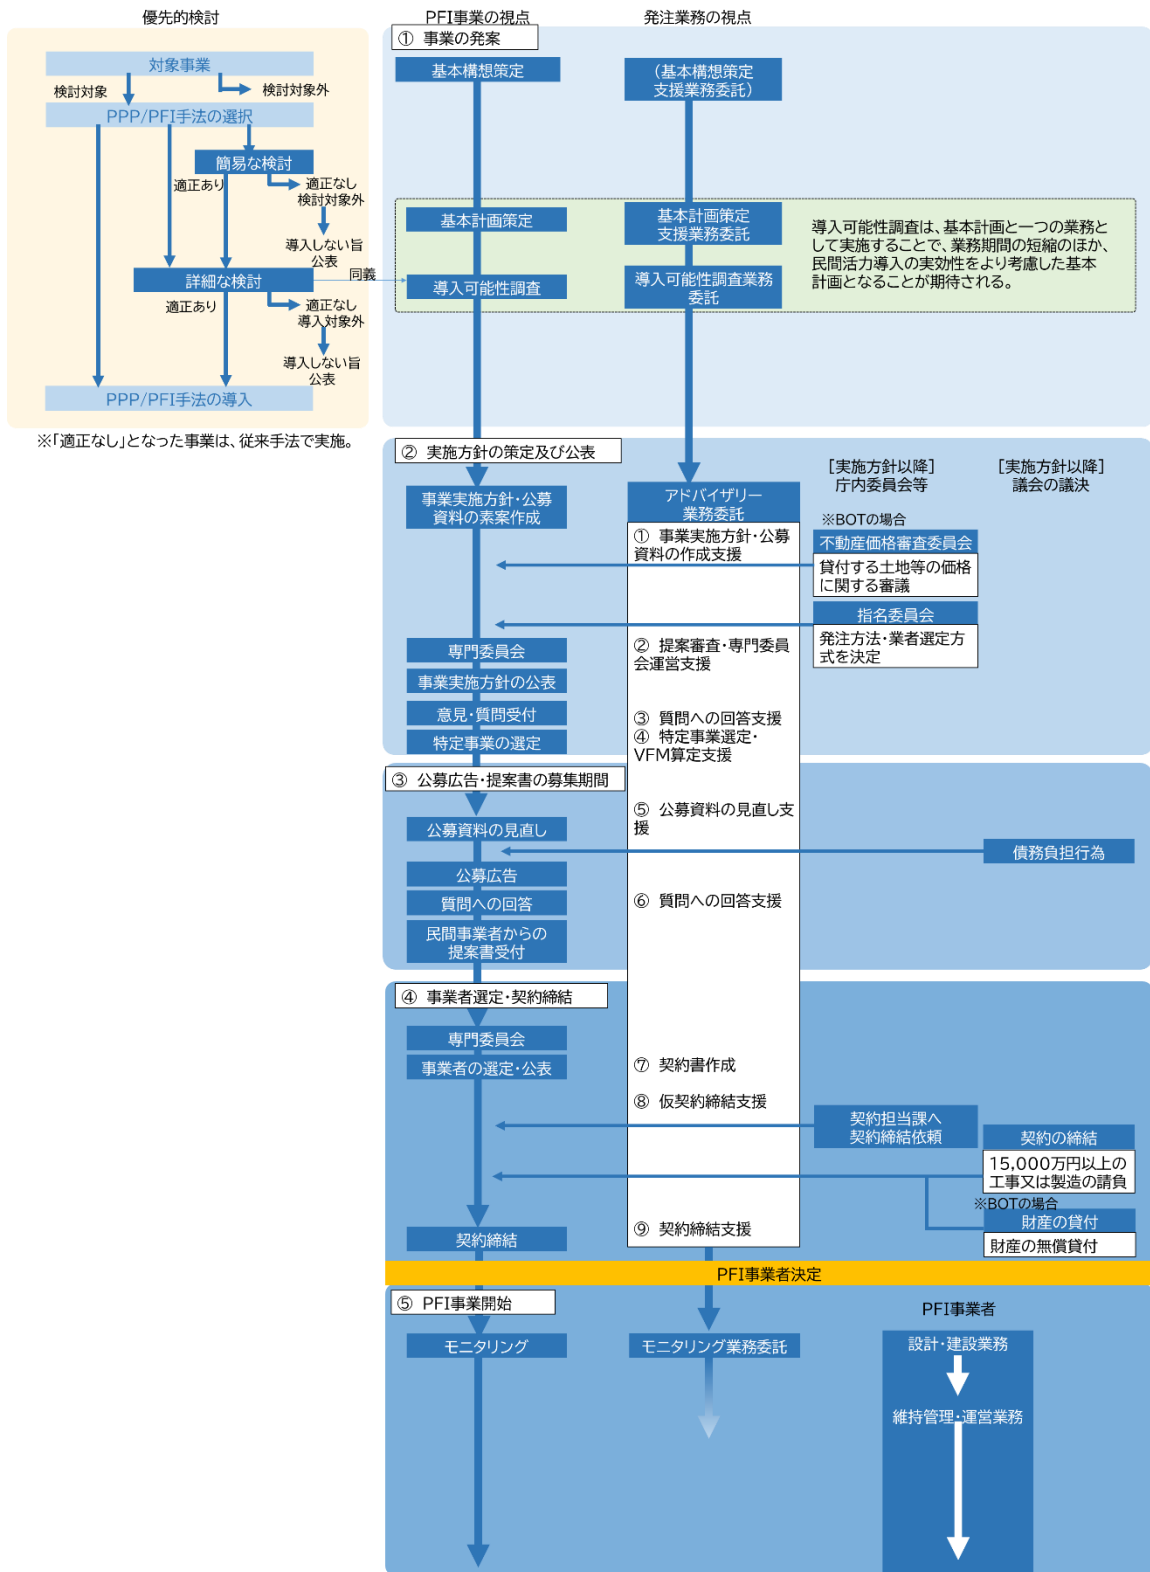 優先的検討
対象事業
検討対象
検討対象外
PPP/PFI手法の選択
簡易な検討
適正あり
適正なし
検討対象外
導入しない旨
公表
詳細な検討
同義
適正あり
適正なし
導入対象外
導入しない旨
公表
PPP/PFI手法の導入
※「適正なし」となった事業は、従来手法で実施。
PFI事業の視点
発注業務の視点
① 事業の発案
基本構想策定
（基本構想策定
支援業務委託）
基本計画策定
基本計画策定
支援業務委託
導入可能性調査
導入可能性調査業務
委託
導入可能性調査は、基本計画と一つの業務と
して実施することで、業務期間の短縮のほか、
民間活力導入の実効性をより考慮した基本
計画となることが期待される。
② 実施方針の策定及び公表
［実施方針以降］
庁内委員会等
［実施方針以降］
議会の議決
事業実施方針・公募
資料の素案作成
アドバイザリー
業務委託
① 事業実施方針・公募
資料の作成支援
※BOTの場合
不動産価格審査委員会
貸付する土地等の価格
に関する審議
指名委員会
発注方法・業者選定方
式を決定
専門委員会
② 提案審査・専門委員
会運営支援
事業実施方針の公表
意見・質問受付
③ 質問への回答支援
特定事業の選定
④ 特定事業選定・
VFM算定支援
③ 公募広告・提案書の募集期間
公募資料の見直し
⑤ 公募資料の見直し支
援
債務負担行為
公募広告
質問への回答
⑥ 質問への回答支援
民間事業者からの
提案書受付
④ 事業者選定・契約締結
専門委員会
事業者の選定・公表
⑦ 契約書作成
⑧ 仮契約締結支援
契約担当課へ
契約締結依頼
契約の締結
15,000万円以上の
工事又は製造の請負
※BOTの場合
財産の貸付
財産の無償貸付
契約締結
⑨ 契約締結支援
PFI事業者決定
⑤ PFI事業開始
PFI事業者
モニタリング
モニタリング業務委託
設計・建設業務
維持管理・運営業務